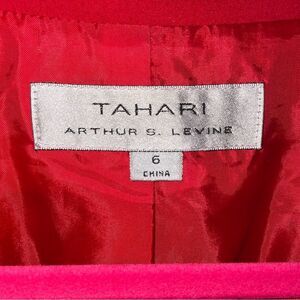 TAHARI
ARTHUR S. LEVINE
6
CHINA